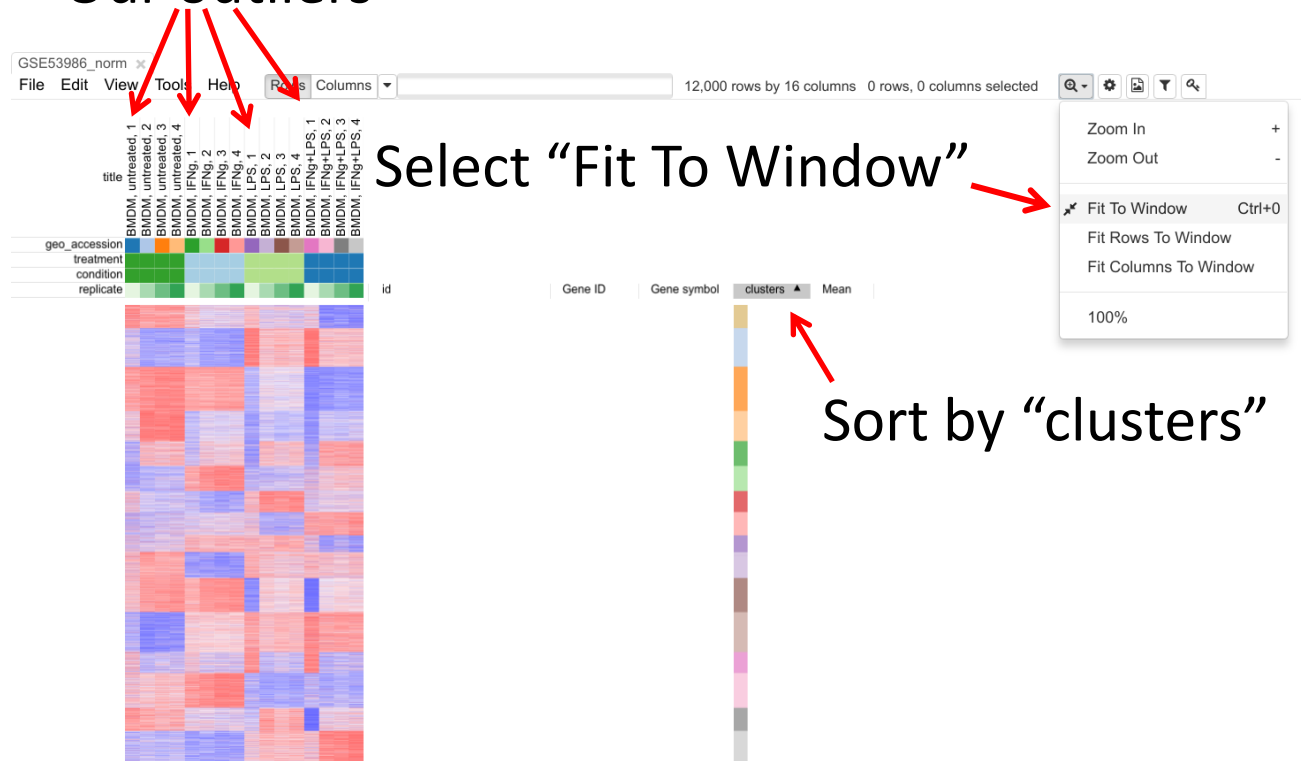 Our outliers
GSE53986_norm ×
File Edit View Tools Help Rows Columns 12,000 rows by 16 columns 0 rows, 0 columns selected
Zoom In +
Zoom Out -
Fit To Window Ctrl+0
Fit Rows To Window
Fit Columns To Window
100%
Select “Fit To Window”
title
BMDM, untreated, 1
BMDM, untreated, 2
BMDM, untreated, 3
BMDM, untreated, 4
BMDM, IFNg, 1
BMDM, IFNg, 2
BMDM, IFNg, 3
BMDM, IFNg, 4
BMDM, LPS, 1
BMDM, LPS, 2
BMDM, LPS, 3
BMDM, LPS, 4
BMDM, IFNg+LPS, 1
BMDM, IFNg+LPS, 2
BMDM, IFNg+LPS, 3
BMDM, IFNg+LPS, 4
geo_accession
treatment
condition
replicate
id Gene ID Gene symbol clusters Mean
Sort by “clusters”